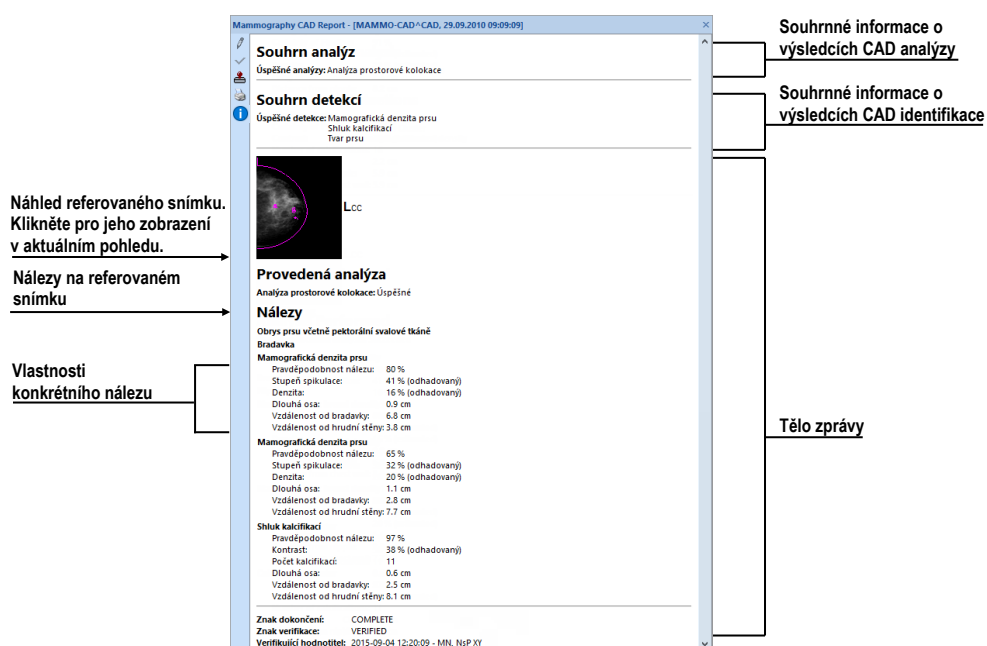 Mammography CAD Report - [MAMMO-CAD^CAD, 29.09.2010 09:09:09]
Souhrn analýz
Úspěšné analýzy: Analýza prostorové kolokace
Souhrn detekcí
Úspěšné detekce: Mamografická denzita prsu
Shluk kalcifikací
Tvar prsu
Lcc
Provedená analýza
Analýza prostorové kolokace: Úspěšné
Nálezy
Obrys prsu včetně pektorální svalové tkáně
Bradavka
Mamografická denzita prsu
Pravděpodobnost nálezu: 80 %
Stupeň spikulace: 41 % (odhadovaný)
Denzita: 16 % (odhadovaný)
Dlouhá osa: 0.9 cm
Vzdálenost od bradavky: 6.8 cm
Vzdálenost od hrudní stěny: 3.8 cm
Mamografická denzita prsu
Pravděpodobnost nálezu: 65 %
Stupeň spikulace: 32 % (odhadovaný)
Denzita: 20 % (odhadovaný)
Dlouhá osa: 1.1 cm
Vzdálenost od bradavky: 2.8 cm
Vzdálenost od hrudní stěny: 7.7 cm
Shluk kalcifikací
Pravděpodobnost nálezu: 97 %
Kontrast: 38 % (odhadovaný)
Počet kalcifikací: 11
Dlouhá osa: 0.6 cm
Vzdálenost od bradavky: 2.5 cm
Vzdálenost od hrudní stěny: 8.1 cm
Znak dokončení: COMPLETE
Znak verifikace: VERIFIED
Verifikující hodnotitel: 2015-09-04 12:20:09 - MN, NsP XY
Náhled referovaného snímku.
Klikněte pro jeho zobrazení
v aktuálním pohledu.
Nálezy na referovaném
snímku
Vlastnosti
konkrétního nálezu
Souhrnné informace o
výsledcích CAD analýzy
Souhrnné informace o
výsledcích CAD identifikace
Tělo zprávy